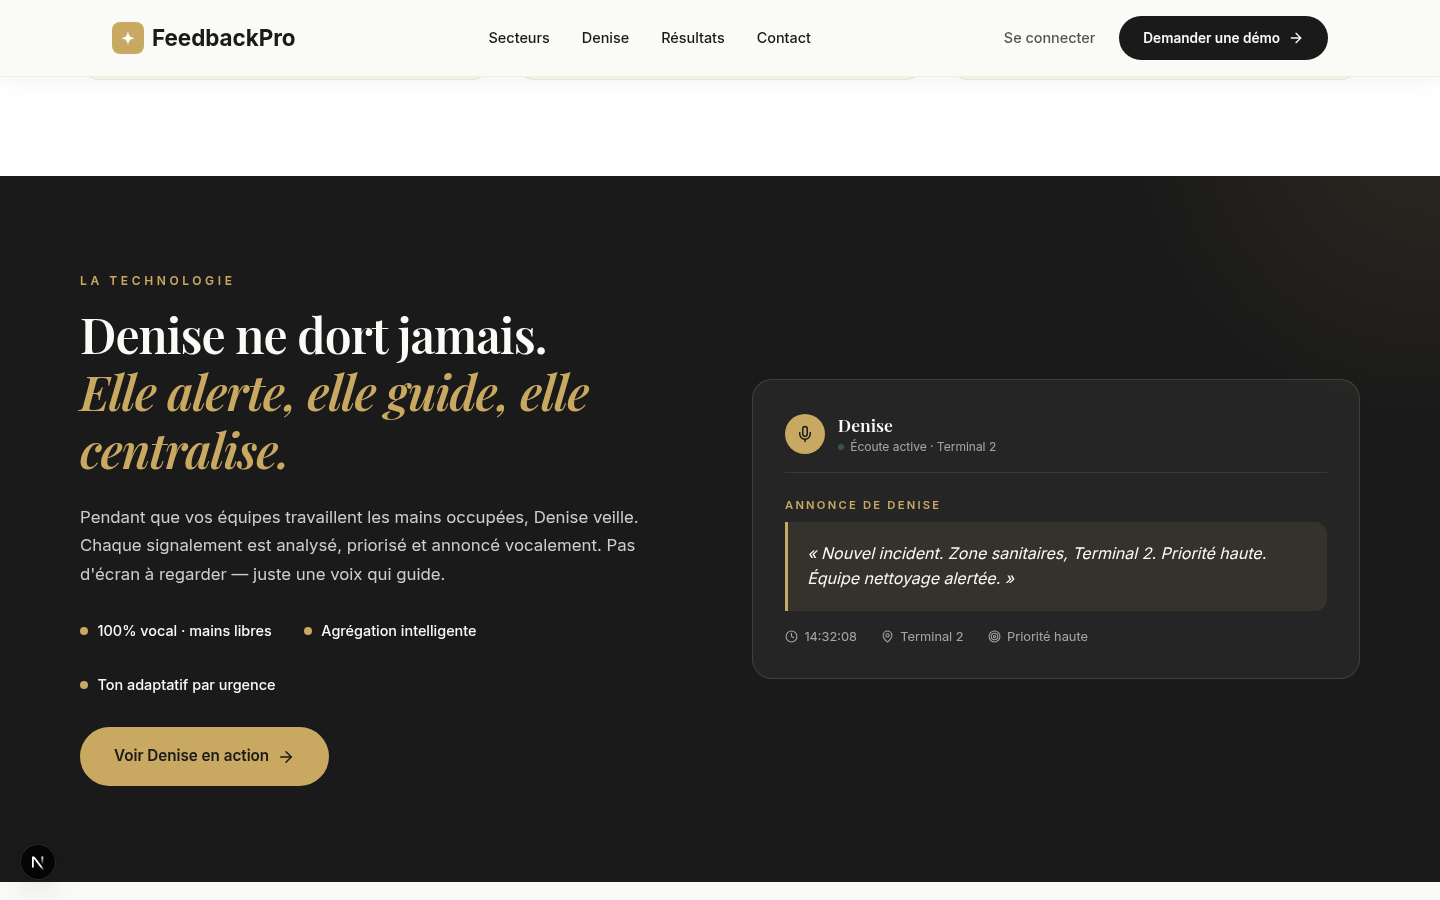 FeedbackPro
Secteurs
Denise
Résultats
Contact
Se connecter
Demander une démo
LA TECHNOLOGIE
Denise ne dort jamais.
Elle alerte, elle guide, elle
centralise.
Pendant que vos équipes travaillent les mains occupées, Denise veille.
Chaque signalement est analysé, priorisé et annoncé vocalement. Pas
d'écran à regarder — juste une voix qui guide.
100% vocal · mains libres
Agrégation intelligente
Ton adaptatif par urgence
Voir Denise en action
Denise
Écoute active · Terminal 2
ANNONCE DE DENISE
« Nouvel incident. Zone sanitaires, Terminal 2. Priorité haute.
Équipe nettoyage alertée. »
14:32:08
Terminal 2
Priorité haute
N